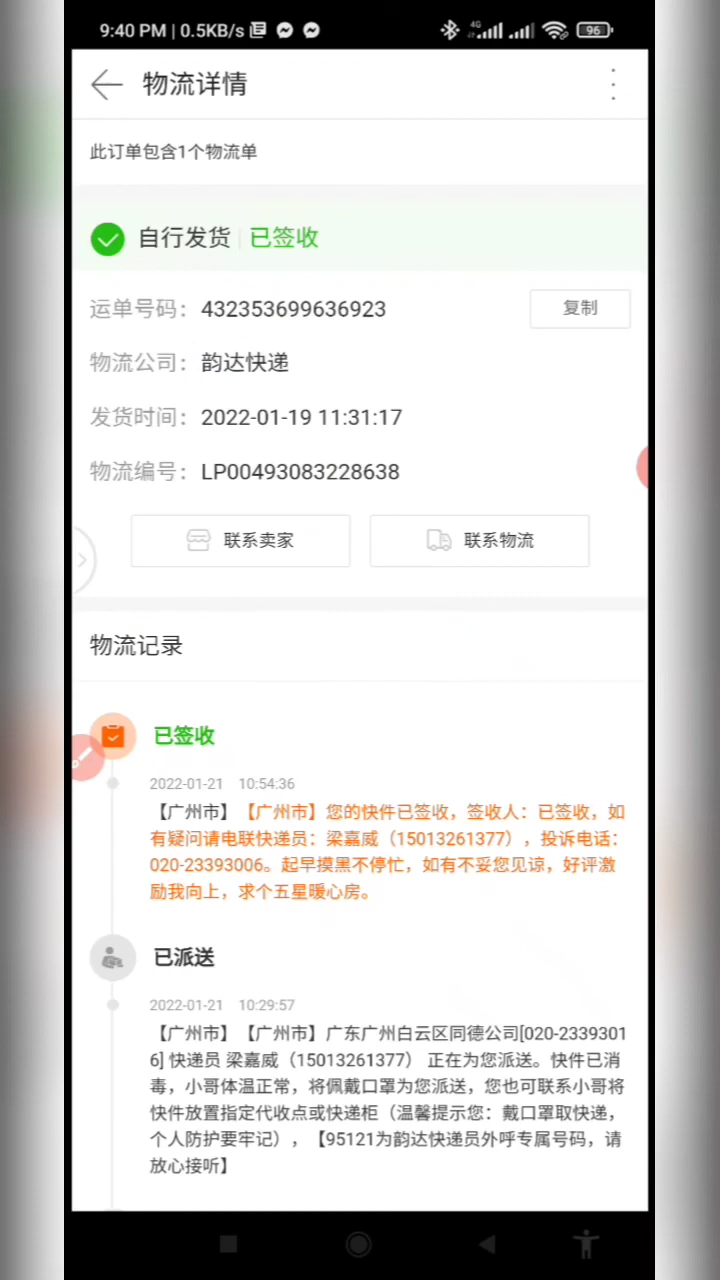 9:40 PM | 0.5KB/s
4G
96
物流详情
此订单包含1个物流单
自行发货 已签收
运单号码：432353699636923
复制
物流公司：韵达快递
发货时间：2022-01-19 11:31:17
物流编号：LP00493083228638
联系卖家
联系物流
物流记录
已签收
2022-01-21 10:54:36
【广州市】【广州市】您的快件已签收，签收人：已签收，如
有疑问请电联快递员：梁嘉威（15013261377），投诉电话：
020-23393006。起早摸黑不停忙，如有不妥您见谅，好评激
励我向上，求个五星暖心房。
已派送
2022-01-21 10:29:57
【广州市】【广州市】广东广州白云区同德公司[020-2339301
6] 快递员 梁嘉威（15013261377） 正在为您派送。快件已消
毒，小哥体温正常，将佩戴口罩为您派送，您也可联系小哥将
快件放置指定代收点或快递柜（温馨提示您：戴口罩取快递，
个人防护要牢记），【95121为韵达快递员外呼专属号码，请
放心接听】